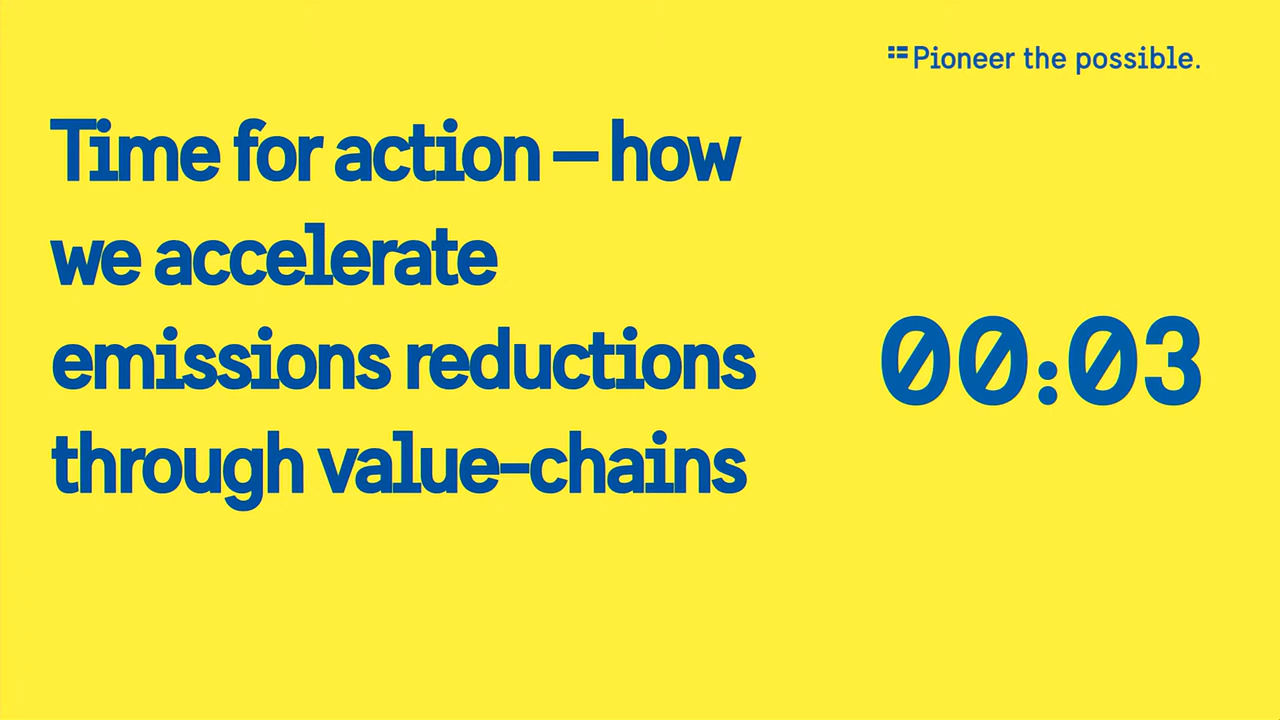 Pioneer the possible.
Time for action – how
we accelerate
emissions reductions
through value-chains
00:03